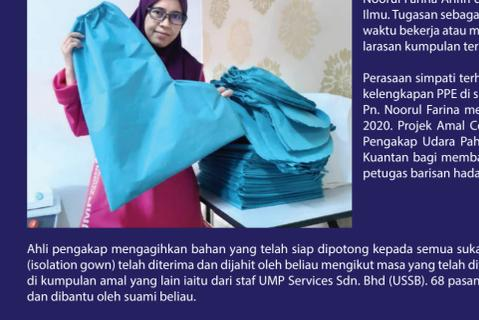 Noorul Farina Ariffin
Ilmu. Tugasan sebaga
waktu bekerja atau m
larasan kumpulan ter
Perasaan simpati terh
kelengkapan PPE di s
Pn. Noorul Farina me
2020. Projek Amal C
Pengakap Udara Pah
Kuantan bagi memba
petugas barisan hada
Ahli pengakap mengagihkan bahan yang telah siap dipotong kepada semua suka
(isolation gown) telah diterima dan dijahit oleh beliau mengikut masa yang telah di
di kumpulan amal yang lain iaitu dari staf UMP Services Sdn. Bhd (USSB). 68 pasan
dan dibantu oleh suami beliau.